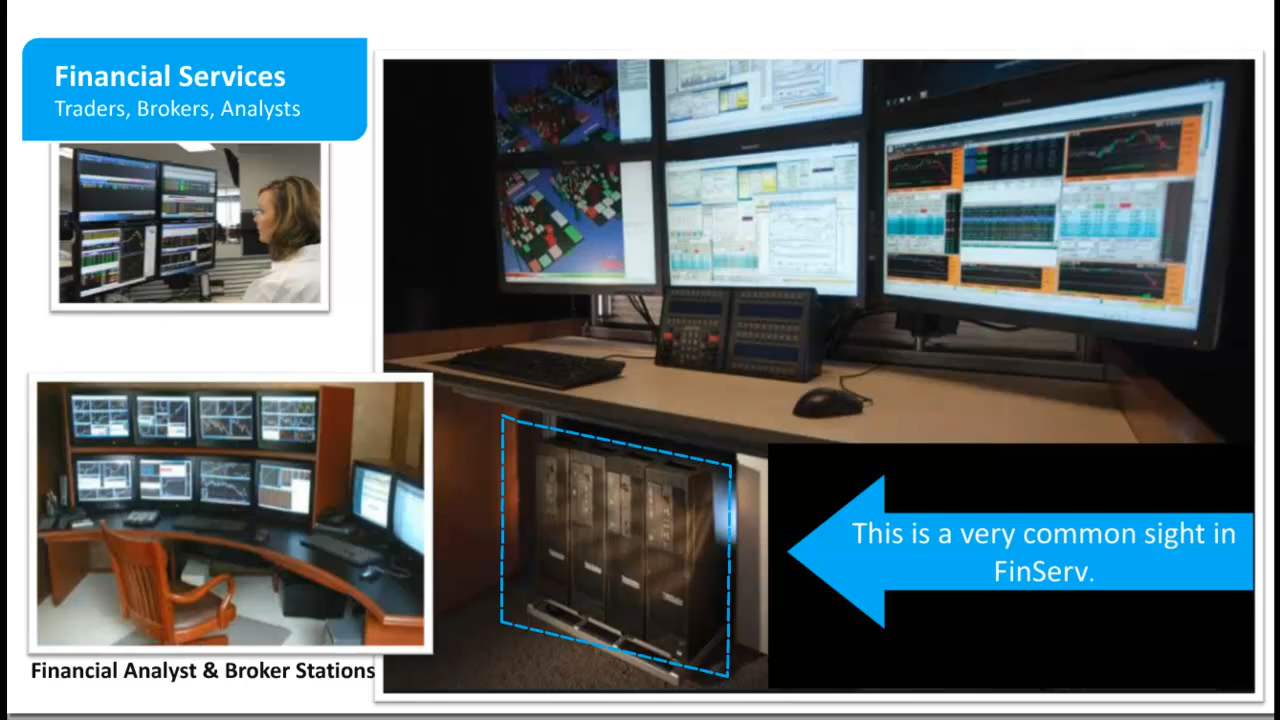 Financial Services
Traders, Brokers, Analysts
This is a very common sight in
FinServ.
Financial Analyst & Broker Stations